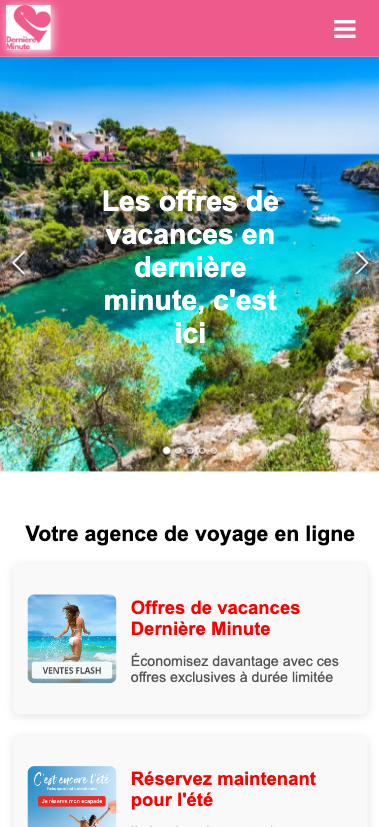 Dernière
Minute
Les offres de
vacances en
dernière
minute, c'est
ici
Votre agence de voyage en ligne
VENTES FLASH
Offres de vacances
Dernière Minute
Économisez davantage avec ces
offres exclusives à durée limitée
C'est encore l'été
Je réserve mon escapade
Réservez maintenant
pour l'été